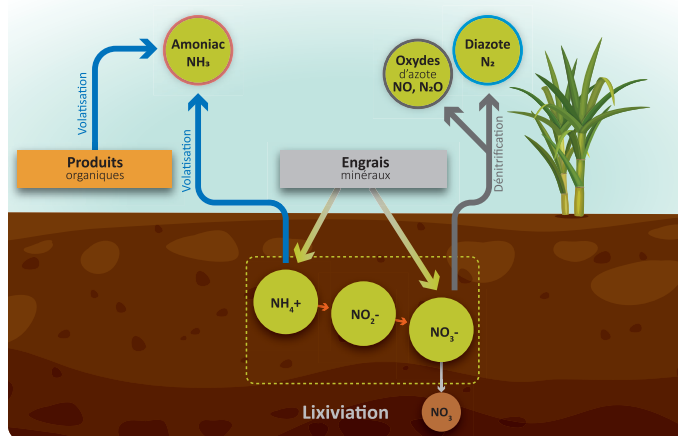 Amoniac
NH₃
Oxydes
d'azote
NO, N₂O
Diazote
N₂
Volatisation
Produits
organiques
Volatisation
Engrais
minéraux
Dénitrification
NH₄+
NO₂-
NO₃-
Lixiviation
NO₃